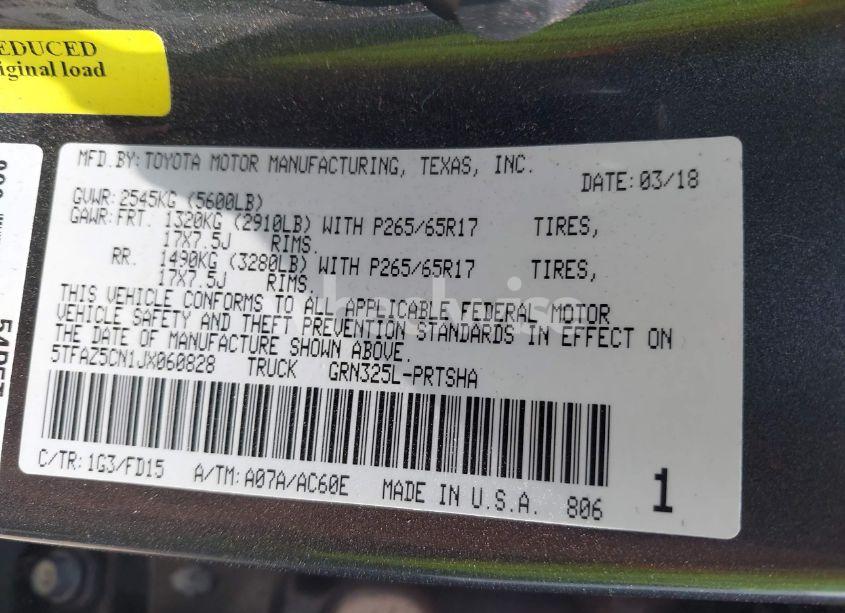 EDUCED
iginal load
MFD.BY:TOYOTA MOTOR MANUFACTURING, TEXAS, INC.
DATE:03/18
GVWR:2545KG (5600LB)
GAWR:FRT. 1320KG (2910LB) WITH P265/65R17 TIRES,
17X7.5J RIMS.
RR. 1490KG (3280LB) WITH P265/65R17 TIRES,
17X7.5J RIMS.
THIS VEHICLE CONFORMS TO ALL APPLICABLE FEDERAL MOTOR
VEHICLE SAFETY AND THEFT PREVENTION STANDARDS IN EFFECT ON
THE DATE OF MANUFACTURE SHOWN ABOVE.
5TFAZ5CN1JX060828 TRUCK GRN325L-PRTSHA
C/TR:1G3/FD15 A/TM:A07A/AC60E MADE IN U.S.A. 806 1